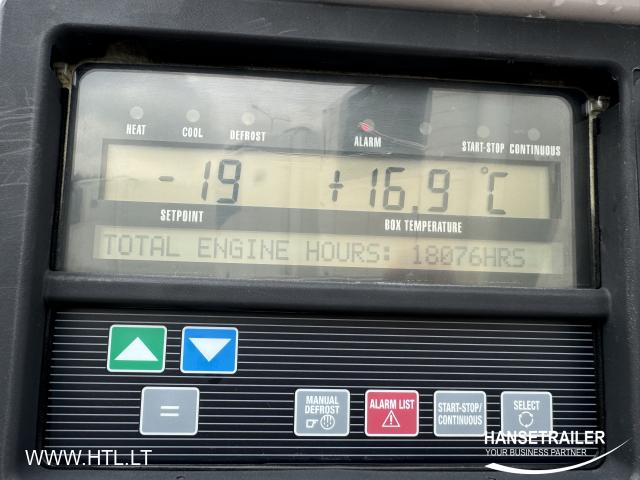 HEAT COOL DEFROST ALARM START-STOP CONTINUOUS
-19 +16.9 °C
SETPOINT BOX TEMPERATURE
TOTAL ENGINE HOURS: 18076HRS
=
MANUAL DEFROST
ALARM LIST
START-STOP/ CONTINUOUS
SELECT
HANSETRAILER
YOUR BUSINESS PARTNER
WWW.HTL.LT